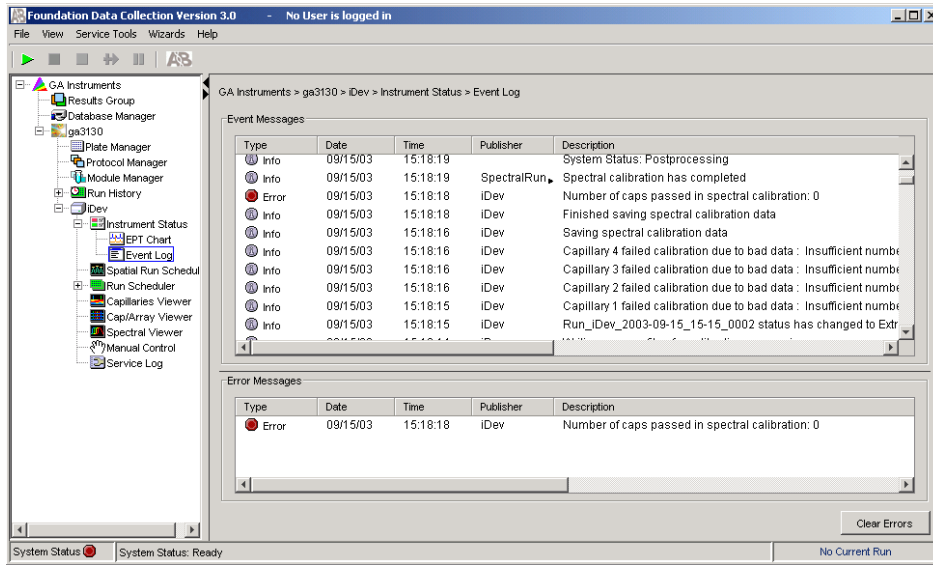 Foundation Data Collection Version 3.0 - No User is logged in
File View Service Tools Wizards Help
AB
GA Instruments
Results Group
Database Manager
ga3130
Plate Manager
Protocol Manager
Module Manager
Run History
iDev
Instrument Status
EPT Chart
Event Log
Spatial Run Schedul
Run Scheduler
Capillaries Viewer
Cap/Array Viewer
Spectral Viewer
Manual Control
Service Log
GA Instruments > ga3130 > iDev > Instrument Status > Event Log
Event Messages
Type Date Time Publisher Description
Info 09/15/03 15:18:19 System Status: Postprocessing
Info 09/15/03 15:18:19 SpectralRun Spectral calibration has completed
Error 09/15/03 15:18:18 iDev Number of caps passed in spectral calibration: 0
Info 09/15/03 15:18:18 iDev Finished saving spectral calibration data
Info 09/15/03 15:18:16 iDev Saving spectral calibration data
Info 09/15/03 15:18:16 iDev Capillary 4 failed calibration due to bad data : Insufficient numbe
Info 09/15/03 15:18:16 iDev Capillary 3 failed calibration due to bad data : Insufficient numbe
Info 09/15/03 15:18:16 iDev Capillary 2 failed calibration due to bad data : Insufficient numbe
Info 09/15/03 15:18:15 iDev Capillary 1 failed calibration due to bad data : Insufficient numbe
Info 09/15/03 15:18:15 iDev Run_iDev_2003-09-15_15-15_0002 status has changed to Extr
Error Messages
Type Date Time Publisher Description
Error 09/15/03 15:18:18 iDev Number of caps passed in spectral calibration: 0
Clear Errors
System Status System Status: Ready No Current Run